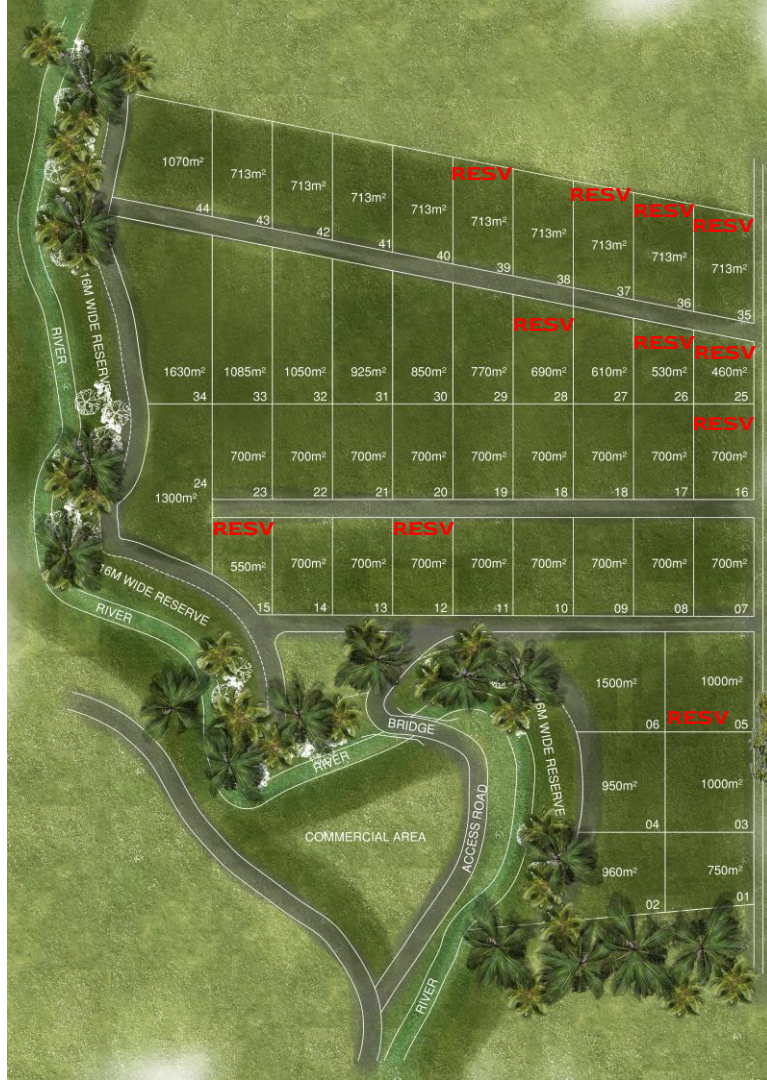 1070m²
713m²
713m²
713m²
713m²
RESV
713m²
713m²
RESV
713m²
RESV
713m²
RESV
713m²
44
43
42
41
40
39
38
37
36
35
16M WIDE RESERVE
RIVER
RESV
RESV
RESV
1630m²
1085m²
1050m²
925m²
850m²
770m²
690m²
610m²
530m²
460m²
34
33
32
31
30
29
28
27
26
25
RESV
24
1300m²
700m²
700m²
700m²
700m²
700m²
700m²
700m²
700m²
700m²
23
22
21
20
19
18
18
17
16
RESV
RESV
550m²
700m²
700m²
700m²
700m²
700m²
700m²
700m²
700m²
15
14
13
12
11
10
09
08
07
16M WIDE RESERVE
RIVER
1500m²
1000m²
RESV
06
05
BRIDGE
RIVER
6M WIDE RESERVE
950m²
1000m²
04
03
COMMERCIAL AREA
ACCESS ROAD
960m²
750m²
02
01
RIVER